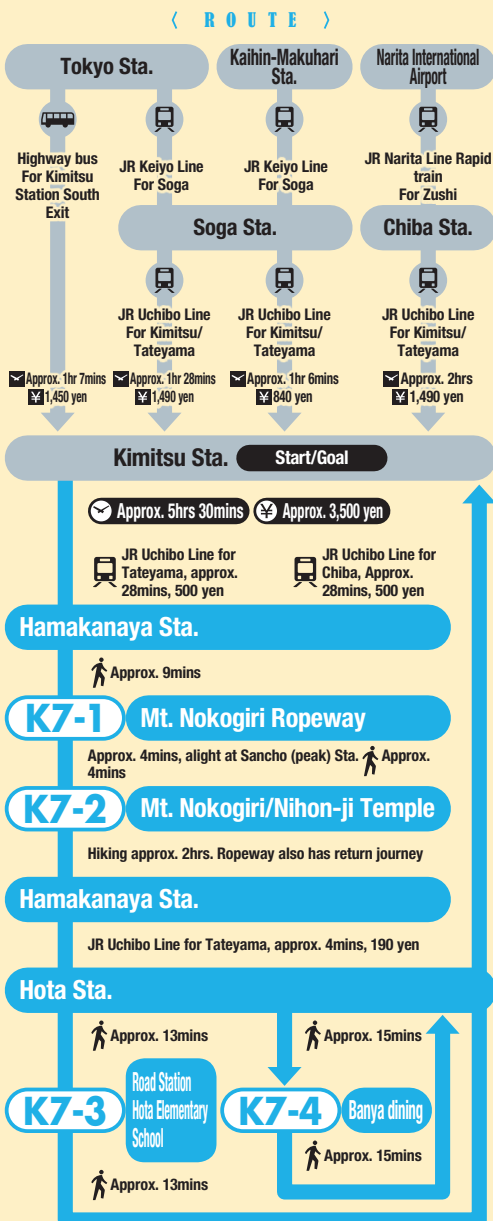 〈 ROUTE 〉
Tokyo Sta.
Kaihin-Makuhari
Sta.
Narita International
Airport
Highway bus
For Kimitsu
Station South
Exit
JR Keiyo Line
For Soga
JR Keiyo Line
For Soga
JR Narita Line Rapid
train
For Zushi
Soga Sta.
Chiba Sta.
JR Uchibo Line
For Kimitsu/
Tateyama
JR Uchibo Line
For Kimitsu/
Tateyama
JR Uchibo Line
For Kimitsu/
Tateyama
Approx. 1hr 7mins
¥ 1,450 yen
Approx. 1hr 28mins
¥ 1,490 yen
Approx. 1hr 6mins
¥ 840 yen
Approx. 2hrs
¥ 1,490 yen
Kimitsu Sta.
Start/Goal
Approx. 5hrs 30mins
¥ Approx. 3,500 yen
JR Uchibo Line for
Tateyama, approx.
28mins, 500 yen
JR Uchibo Line for
Chiba, Approx.
28mins, 500 yen
Hamakanaya Sta.
Approx. 9mins
K7-1
Mt. Nokogiri Ropeway
Approx. 4mins, alight at Sancho (peak) Sta. Approx.
4mins
K7-2
Mt. Nokogiri/Nihon-ji Temple
Hiking approx. 2hrs. Ropeway also has return journey
Hamakanaya Sta.
JR Uchibo Line for Tateyama, approx. 4mins, 190 yen
Hota Sta.
Approx. 13mins
Approx. 15mins
K7-3
Road Station
Hota Elementary
School
K7-4
Banya dining
Approx. 15mins
Approx. 13mins